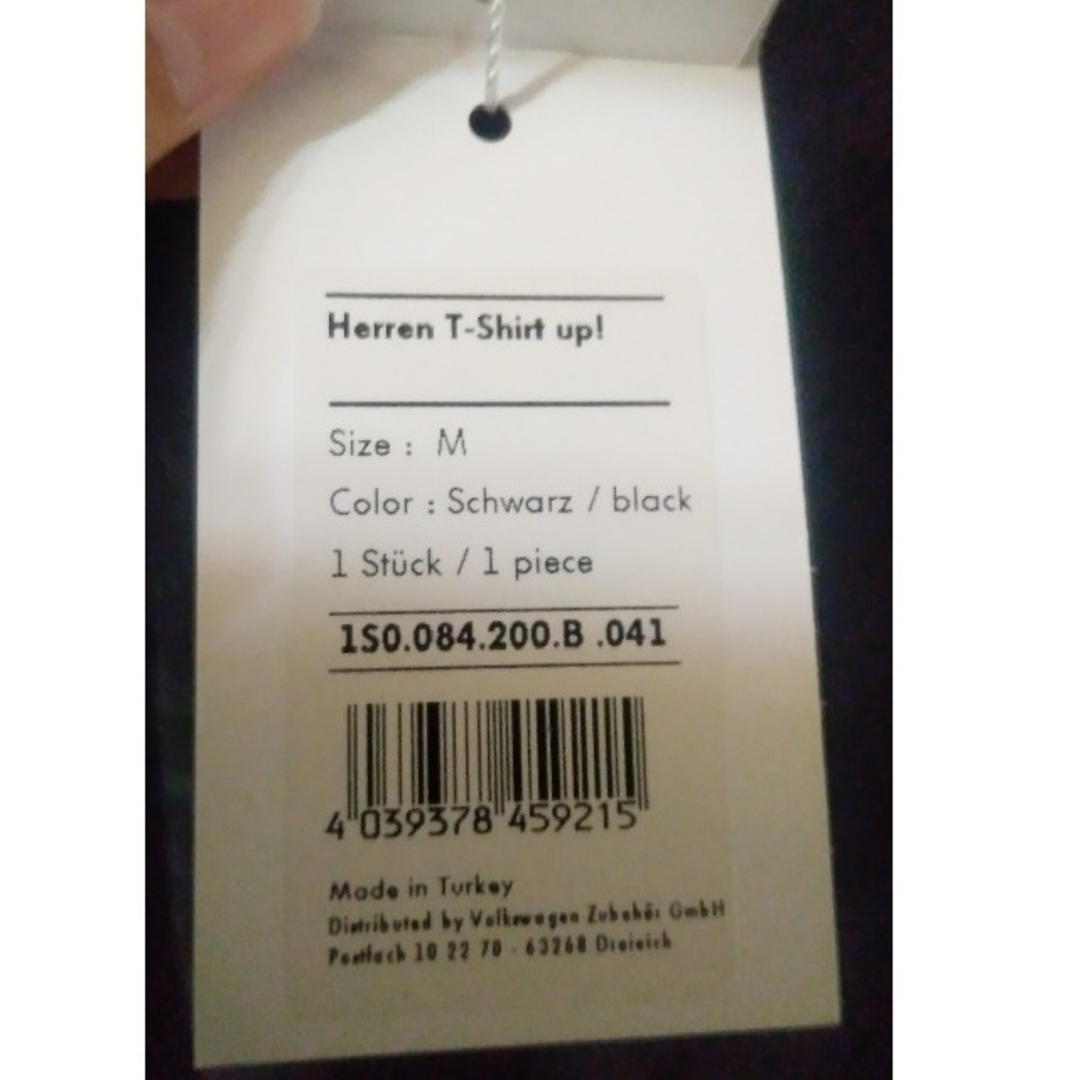 Herren T-Shirt up!
Size : M
Color : Schwarz / black
1 Stück / 1 piece
1S0.084.200.B .041
4 039378 459215
Made in Turkey
Distributed by Volkswagen Zubehör GmbH
Postfach 10 22 70 · 63268 Dreieich